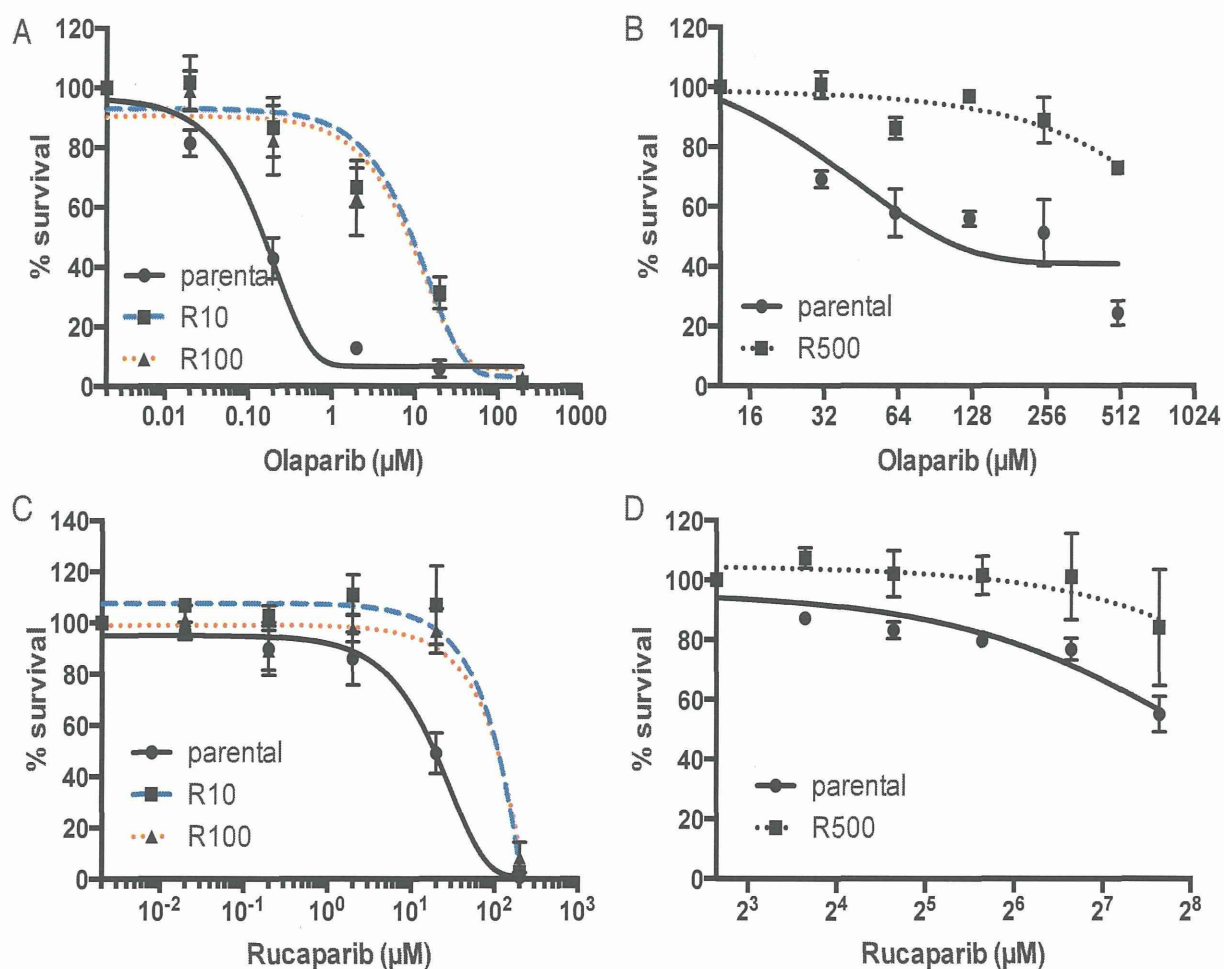 A
120
100
80
60
40
20
0
% survival
parental
R10
R100
0.01 0.10 1 10 100 1000
Olaparib (µM)
B
120
100
80
60
40
20
0
% survival
parental
R500
16 32 64 128 256 512 1024
Olaparib (µM)
C
140
120
100
80
60
40
20
0
% survival
parental
R10
R100
10-2 10-1 100 101 102 103
Rucaparib (µM)
D
120
100
80
60
40
20
0
% survival
parental
R500
23 24 25 26 27 28
Rucaparib (µM)